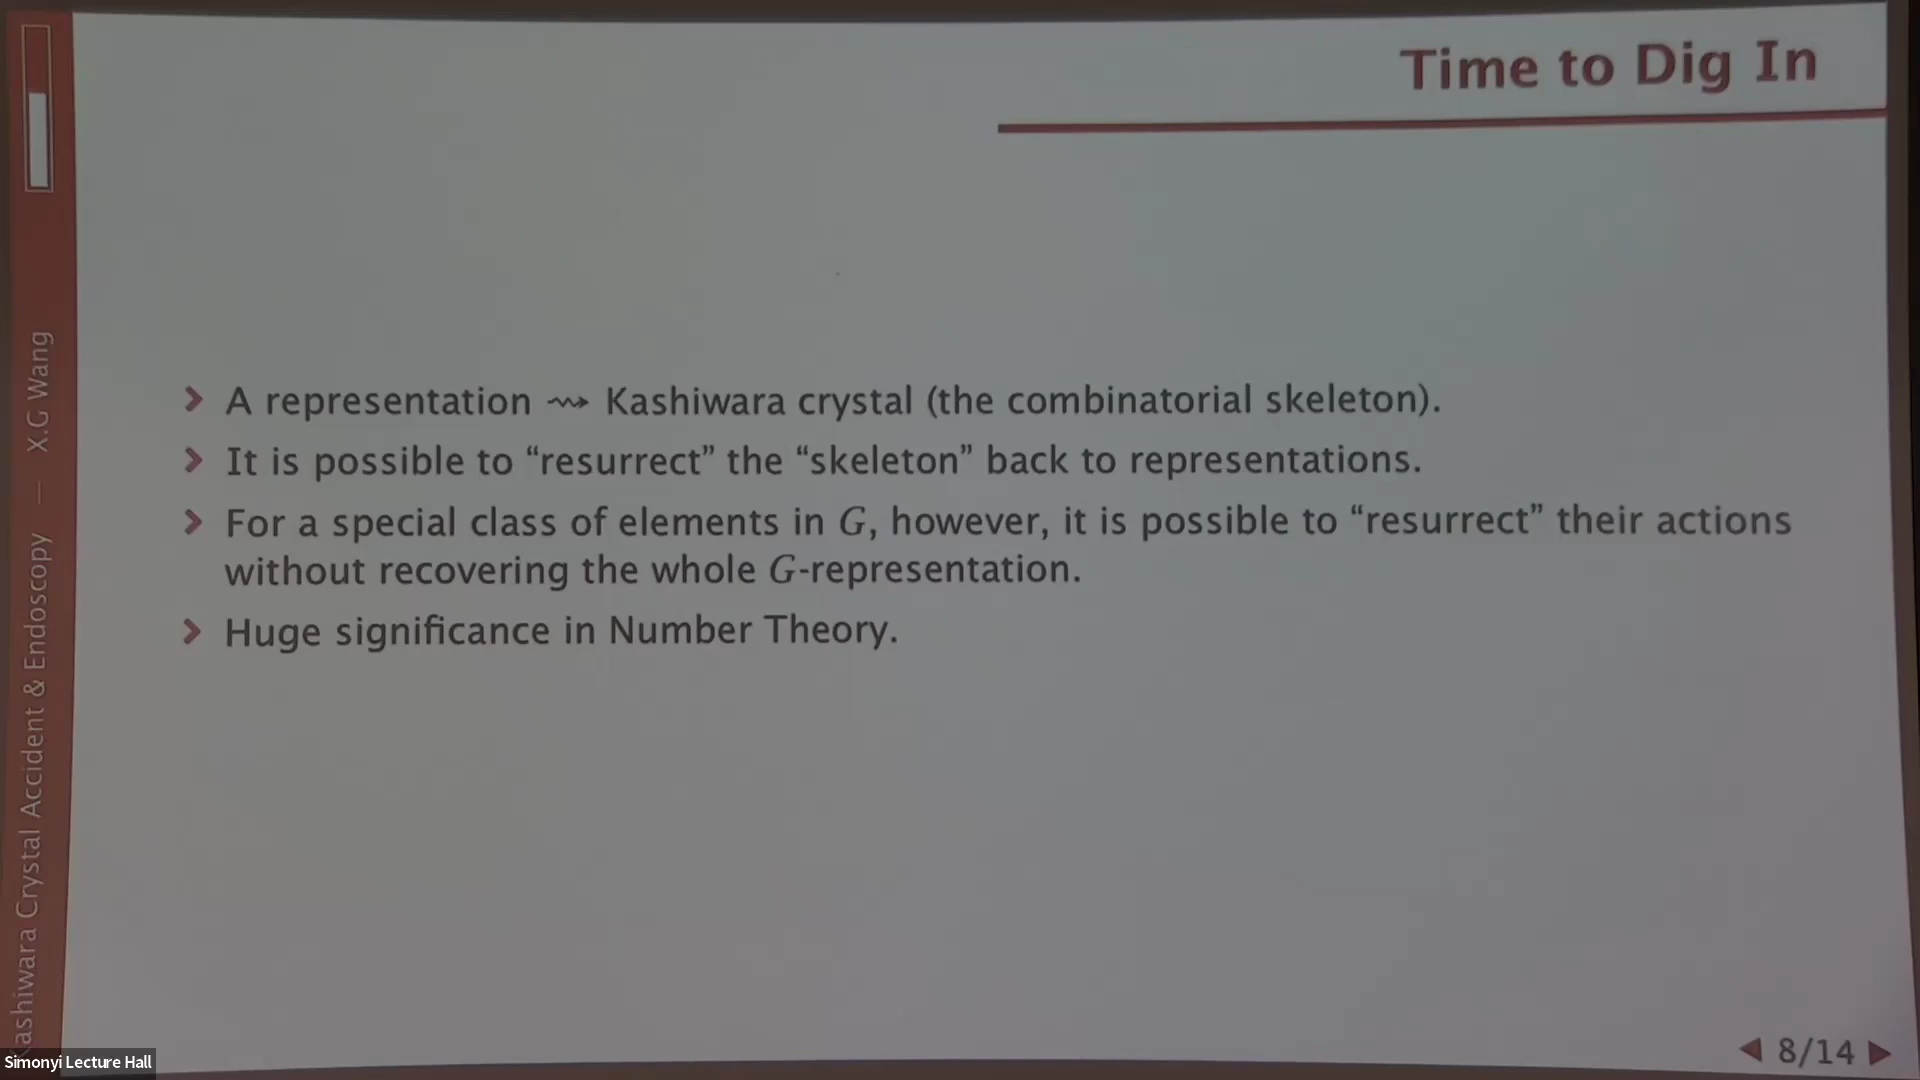 Time to Dig In
A representation ⇝ Kashiwara crystal (the combinatorial skeleton).
It is possible to “resurrect” the “skeleton” back to representations.
For a special class of elements in G, however, it is possible to “resurrect” their actions
without recovering the whole G-representation.
Huge significance in Number Theory.
Kashiwara Crystal Accident & Endoscopy — X.G Wang
8/14
Simonyi Lecture Hall